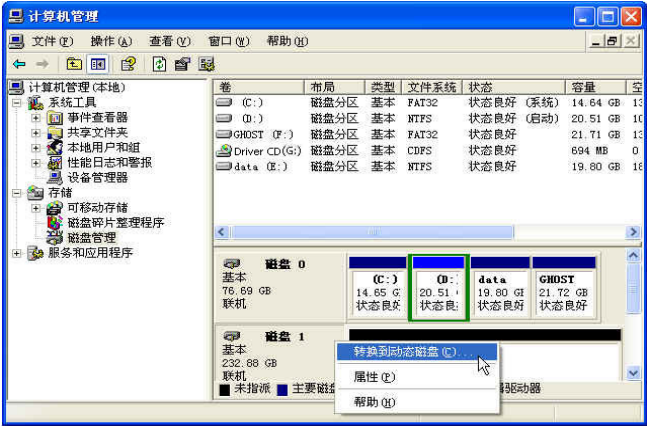 计算机管理
文件(F) 操作(A) 查看(V) 窗口(W) 帮助(H)
计算机管理(本地)
系统工具
事件查看器
共享文件夹
本地用户和组
性能日志和警报
设备管理器
存储
可移动存储
磁盘碎片整理程序
磁盘管理
服务和应用程序
卷 布局 类型 文件系统 状态 容量
(C:) 磁盘分区 基本 FAT32 状态良好 (系统) 14.64 GB
(D:) 磁盘分区 基本 NTFS 状态良好 (启动) 20.51 GB
GHOST (F:) 磁盘分区 基本 FAT32 状态良好 21.71 GB
Driver CD(G:) 磁盘分区 基本 CDFS 状态良好 694 MB 0
data (E:) 磁盘分区 基本 NTFS 状态良好 19.80 GB
磁盘 0
基本
76.69 GB
联机
(C:)
14.65 G
状态良好
(D:
20.51
状态良
data
19.80 GI
状态良好
GHOST
21.72 GB
状态良好
磁盘 1
基本
232.88 GB
联机
转换到动态磁盘(C)...
属性(P)
帮助(H)
未指派 主要磁 驱动器